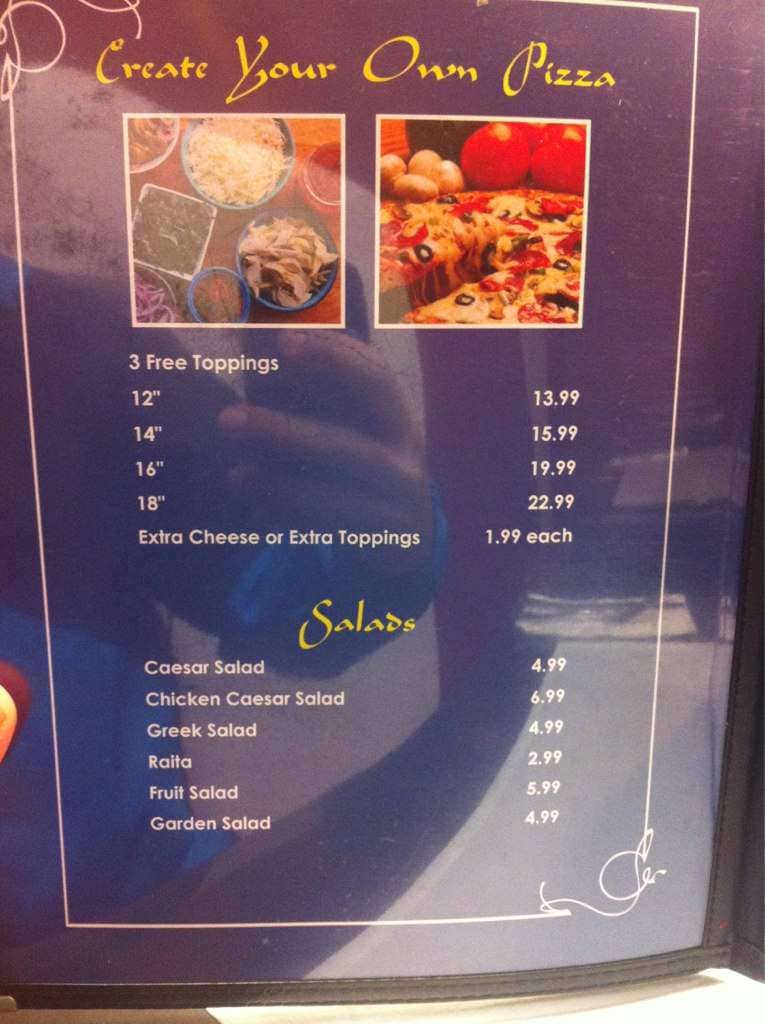 Create Your Own Pizza
3 Free Toppings
12" 13.99
14" 15.99
16" 19.99
18" 22.99
Extra Cheese or Extra Toppings 1.99 each
Salads
Caesar Salad 4.99
Chicken Caesar Salad 6.99
Greek Salad 4.99
Raita 2.99
Fruit Salad 5.99
Garden Salad 4.99